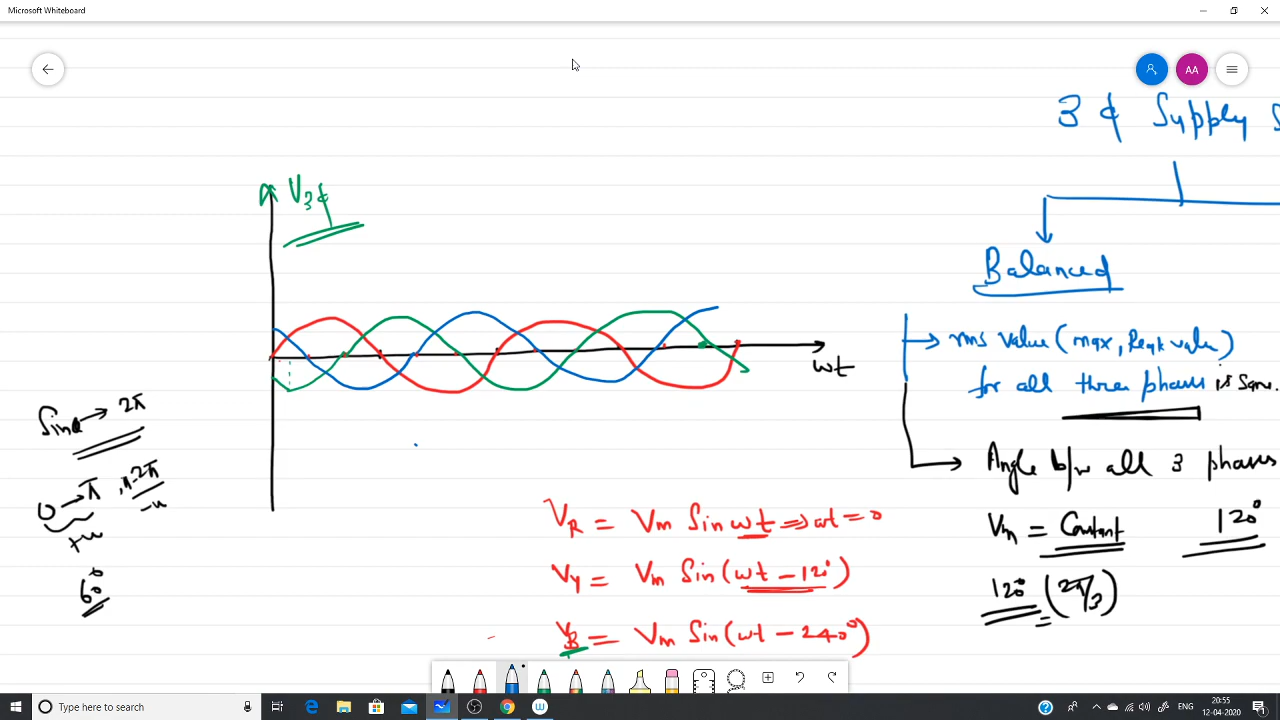 Microsoft Whiteboard
AA
3 ϕ Supply
V3ϕ
Balanced
→ rms value (max, Peak value)
for all three phases is same.
ωt
Sin → 2π
0 → π, π-2π
+ve
-ve
60°
→ Angle b/w all 3 phases
VR = Vm Sin ωt ⇒ ωt = 0
Vm = Constant
120°
VY = Vm Sin (ωt - 120°)
120° (2π/3)
VB = Vm Sin (ωt - 240°)
Type here to search
ENG
20:55
12-04-2020